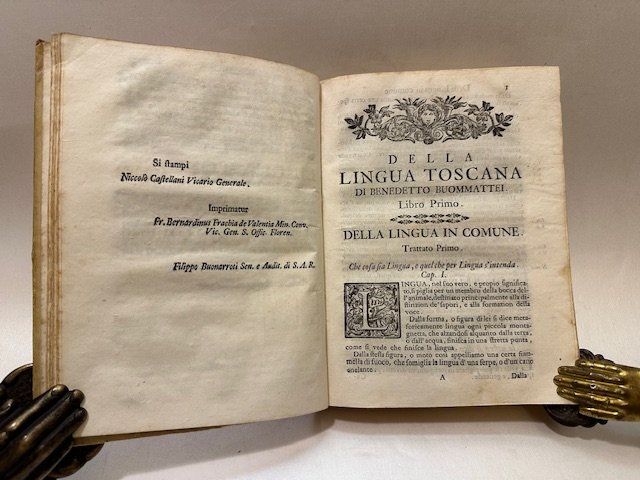 Si stampi
Niccolò Castellani Vicario Generale.
Imprimatur
Fr. Bernardinus Frachia de Valentia Min. Conv.
Vic. Gen. S. Offic. Floren.
Filippo Buonarroti Sen. e Audit. di S. A. R.
1
DELLA
LINGUA TOSCANA
DI BENEDETTO BUOMMATTEI.
Libro Primo.
DELLA LINGUA IN COMUNE.
Trattato Primo.
Che cosa sia Lingua, e quel che per Lingua s'intenda.
Cap. I.
LINGUA, nel suo vero, e proprio significa-
to, si piglia per un membro della bocca del-
l'animale, destinato principalmente alla di-
stinzion de' sapori, e alla formazion della
voce.
Dalla forma, o figura di lei si dice meta-
foricamente lingua ogni piccola monta-
gnetta, che alzandosi alquanto dalla terra,
o dall' acqua, finisca in una stretta punta,
come si vede che finisce la lingua.
Dalla stessa figura, o moto così appelliamo una certa fiam-
mella di fuoco, che somiglia la lingua d' una serpe, o d'un cane
anelante.
A Dalla